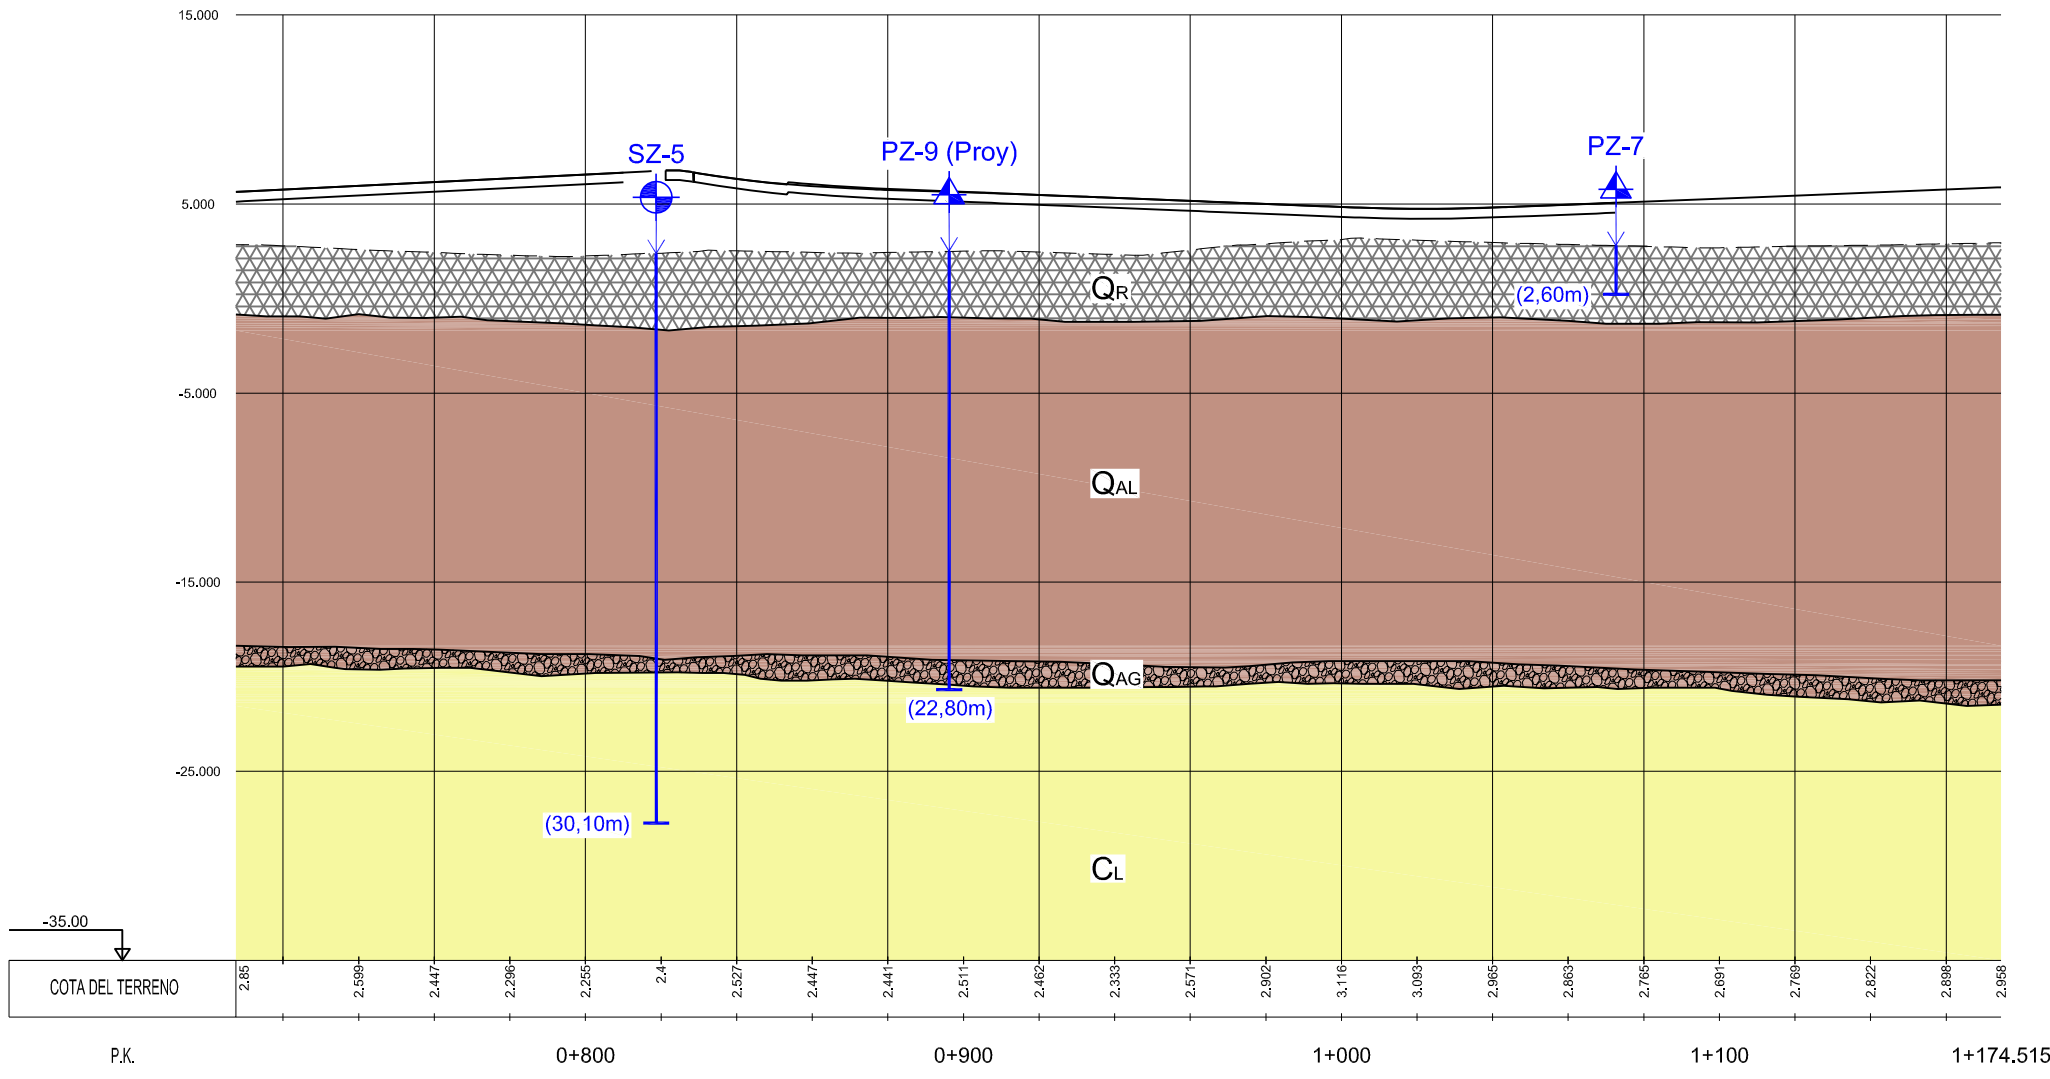 15.000
SZ-5
PZ-9 (Proy)
PZ-7
5.000
QR
(2,60m)
-5.000
QAL
-15.000
QAG
(22,80m)
-25.000
(30,10m)
CL
-35.00
COTA DEL TERRENO
2.85
2.599
2.447
2.296
2.255
2.4
2.527
2.447
2.441
2.511
2.462
2.333
2.571
2.902
3.116
3.093
2.965
2.863
2.765
2.691
2.769
2.822
2.898
2.958
P.K.
0+800
0+900
1+000
1+100
1+174.515